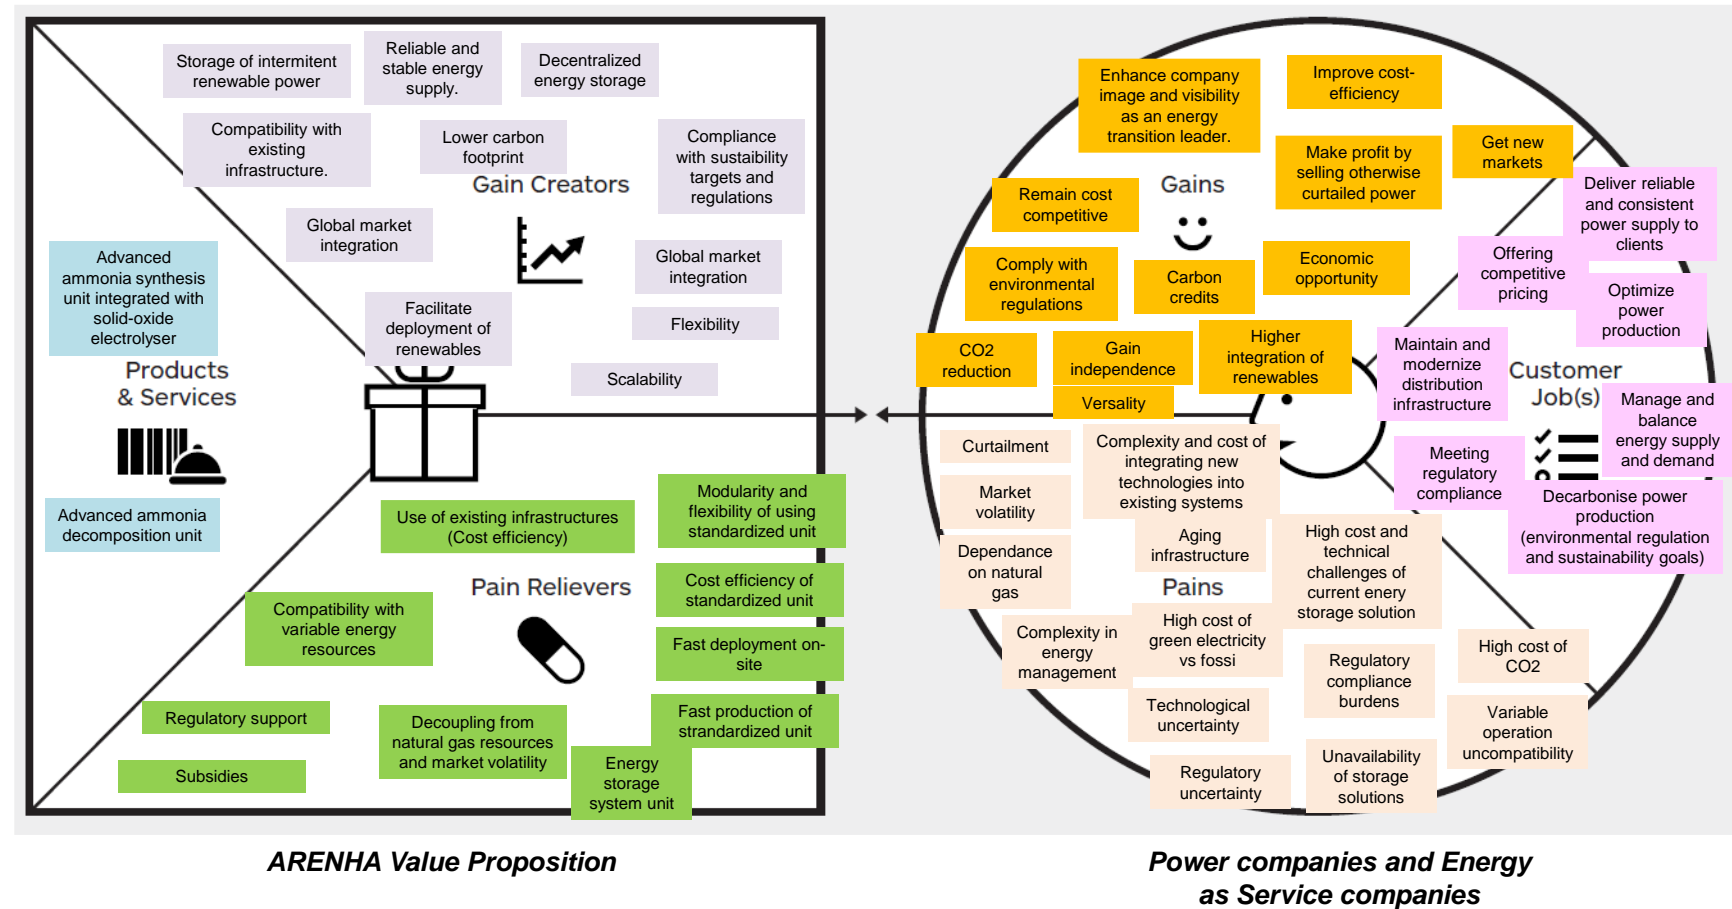 Storage of intermitent
renewable power
Reliable and
stable energy
supply.
Decentralized
energy storage
Compatibility with
existing
infrastructure.
Lower carbon
footprint
Compliance
with sustaibility
targets and
regulations
Gain Creators
Global market
integration
Global market
integration
Advanced
ammonia synthesis
unit integrated with
solid-oxide
electrolyser
Facilitate
deployment of
renewables
Flexibility
Scalability
Products
& Services
Advanced ammonia
decomposition unit
Use of existing infrastructures
(Cost efficiency)
Modularity and
flexibility of using
standardized unit
Pain Relievers
Cost efficiency of
standardized unit
Compatibility with
variable energy
resources
Fast deployment on-
site
Regulatory support
Decoupling from
natural gas resources
and market volatility
Fast production of
strandardized unit
Subsidies
Energy
storage
system unit
ARENHA Value Proposition
Enhance company
image and visibility
as an energy
transition leader.
Improve cost-
efficiency
Make profit by
selling otherwise
curtailed power
Get new
markets
Gains
Remain cost
competitive
Deliver reliable
and consistent
power supply to
clients
Comply with
environmental
regulations
Carbon
credits
Economic
opportunity
Offering
competitive
pricing
Optimize
power
production
CO2
reduction
Gain
independence
Higher
integration of
renewables
Maintain and
modernize
distribution
infrastructure
Customer
Job(s)
Versality
Manage and
balance
energy supply
and demand
Curtailment
Complexity and cost of
integrating new
technologies into
existing systems
Meeting
regulatory
compliance
Market
volatility
Decarbonise power
production
(environmental regulation
and sustainability goals)
Aging
infrastructure
High cost and
technical
challenges of
current enery
storage solution
Dependance
on natural
gas
Pains
Complexity in
energy
management
High cost of
green electricity
vs fossi
Regulatory
compliance
burdens
High cost of
CO2
Technological
uncertainty
Variable
operation
uncompatibility
Regulatory
uncertainty
Unavailability
of storage
solutions
Power companies and Energy
as Service companies